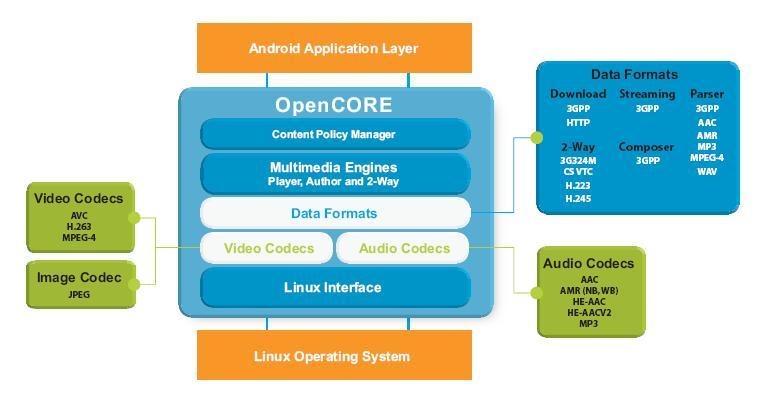 Android Application Layer
OpenCORE
Content Policy Manager
Multimedia Engines
Player, Author and 2-Way
Data Formats
Video Codecs
Audio Codecs
Linux Interface
Linux Operating System
Video Codecs
AVC
H.263
MPEG-4
Image Codec
JPEG
Data Formats
Download
3GPP
HTTP
Streaming
3GPP
Parser
3GPP
AAC
AMR
MP3
MPEG-4
WAV
2-Way
3G324M
CS VTC
H.223
H.245
Composer
3GPP
Audio Codecs
AAC
AMR (NB, WB)
HE-AAC
HE-AACV2
MP3